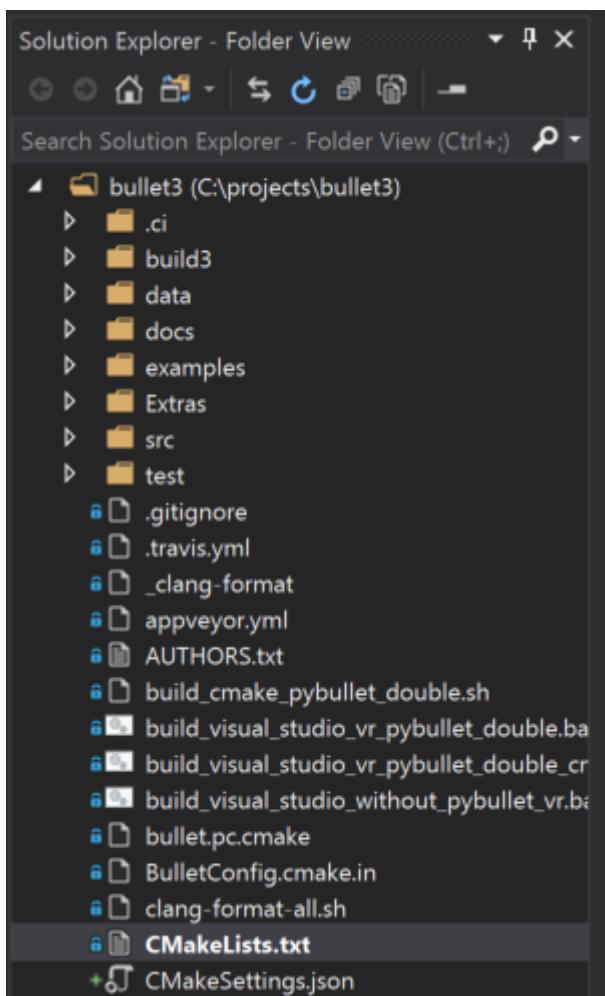 Solution Explorer - Folder View
Search Solution Explorer - Folder View (Ctrl+;)
bullet3 (C:\projects\bullet3)
.ci
build3
data
docs
examples
Extras
src
test
.gitignore
.travis.yml
_clang-format
appveyor.yml
AUTHORS.txt
build_cmake_pybullet_double.sh
build_visual_studio_vr_pybullet_double.ba
build_visual_studio_vr_pybullet_double_cr
build_visual_studio_without_pybullet_vr.ba
bullet.pc.cmake
BulletConfig.cmake.in
clang-format-all.sh
CMakeLists.txt
CMakeSettings.json